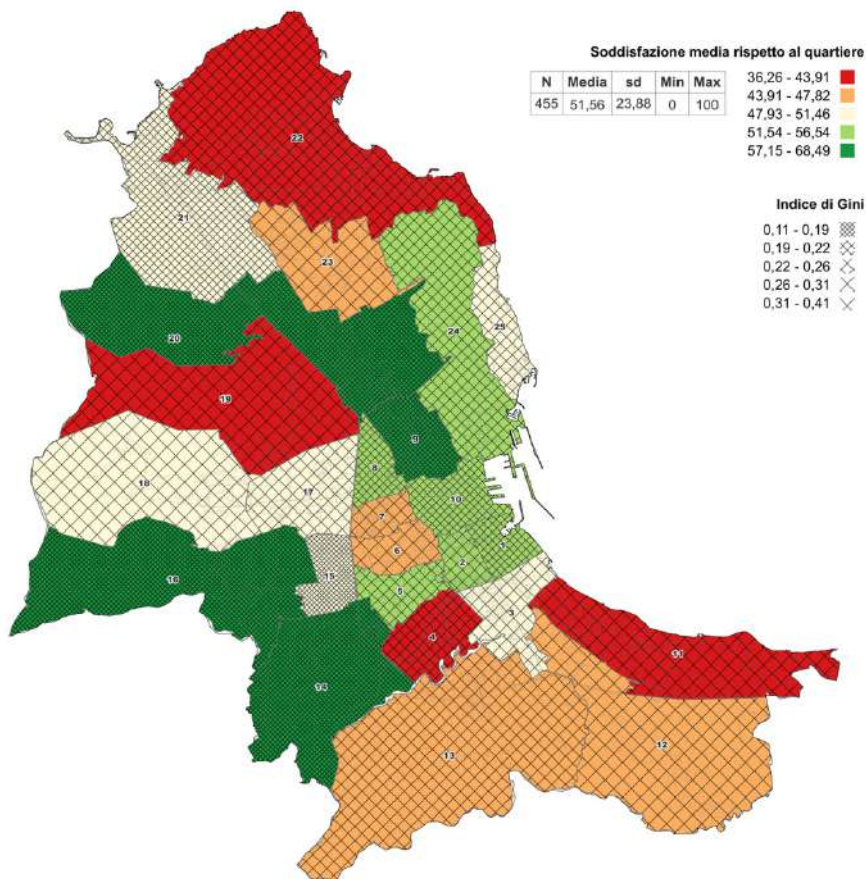 Soddisfazione media rispetto al quartiere
N Media sd Min Max
455 51,56 23,88 0 100
36,26 - 43,91
43,91 - 47,82
47,93 - 51,46
51,54 - 56,54
57,15 - 68,49
Indice di Gini
0,11 - 0,19
0,19 - 0,22
0,22 - 0,26
0,26 - 0,31
0,31 - 0,41
22
21
23
25
24
20
19
9
8
18
17
10
7
6
1
2
15
16
5
3
4
11
14
12
13